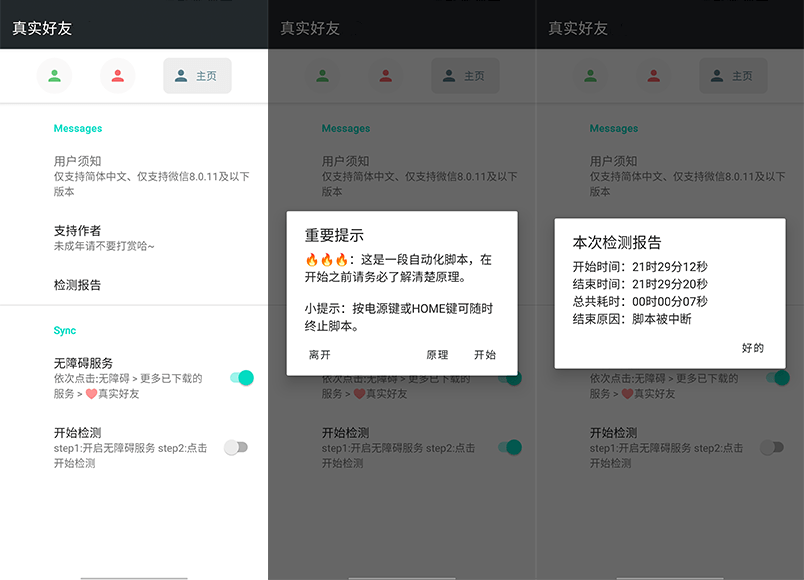 真实好友
主页
Messages
用户须知
仅支持简体中文、仅支持微信8.0.11及以下
版本
支持作者
未成年请不要打赏哈~
检测报告
Sync
无障碍服务
依次点击:无障碍 > 更多已下载的
服务 > ❤️真实好友
开始检测
step1:开启无障碍服务 step2:点击
开始检测
真实好友
主页
Messages
用户须知
仅支持简体中文、仅支持微信8.0.11及以下
版本
重要提示
🔥🔥🔥：这是一段自动化脚本，在
开始之前请务必了解清楚原理。
小提示：按电源键或HOME键可随时
终止脚本。
离开
原理
开始
依次点击:无障碍 > 更多已下载的
服务 > ❤️真实好友
开始检测
step1:开启无障碍服务 step2:点击
开始检测
真实好友
主页
Messages
用户须知
仅支持简体中文、仅支持微信8.0.11及以下
版本
本次检测报告
开始时间：21时29分12秒
结束时间：21时29分20秒
总共耗时：00时00分07秒
结束原因：脚本被中断
好的
依次点击:无障碍 > 更多已下载的
服务 > ❤️真实好友
开始检测
step1:开启无障碍服务 step2:点击
开始检测